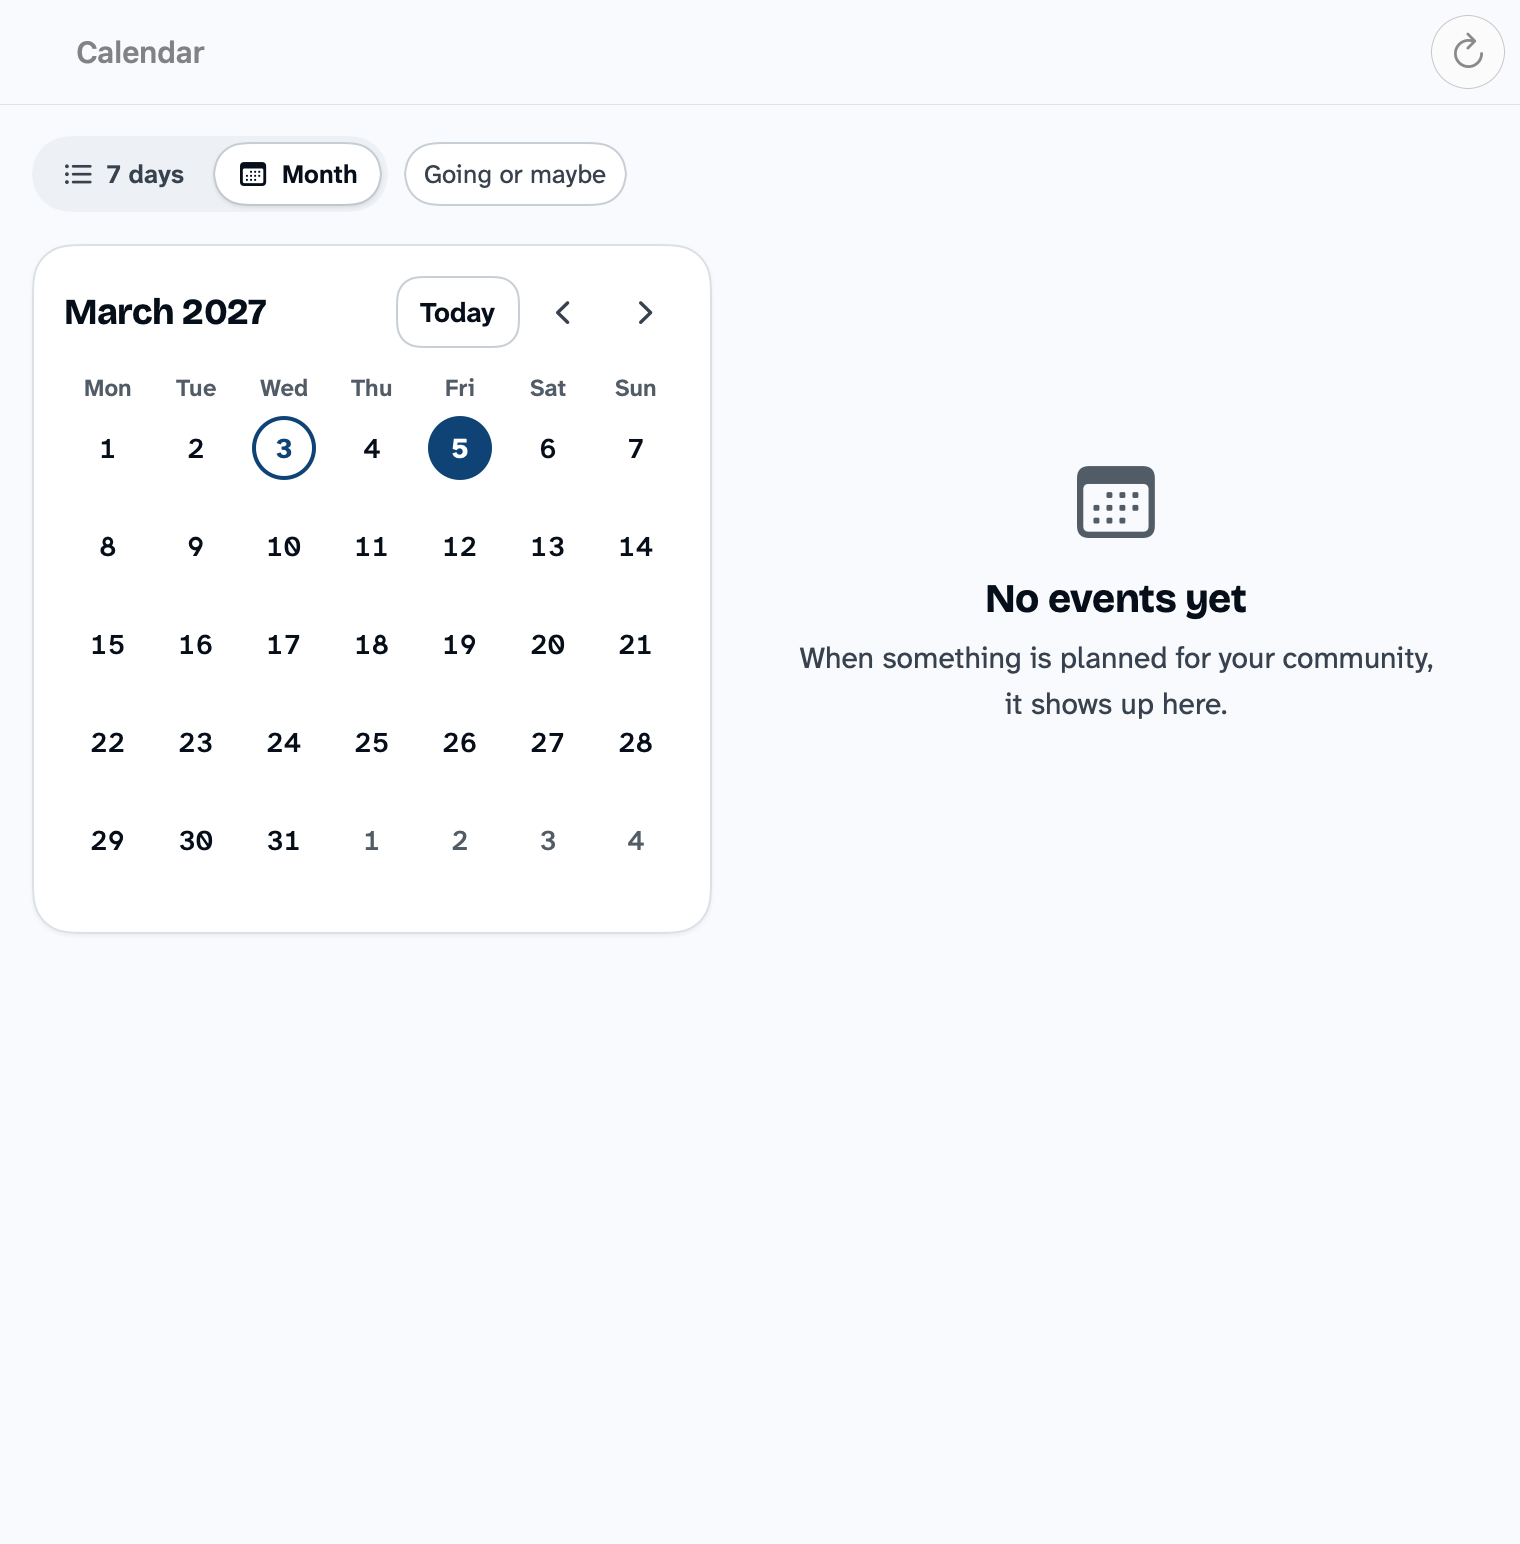 Calendar
7 days
Month
Going or maybe
March 2027
Today
Mon Tue Wed Thu Fri Sat Sun
1 2 3 4 5 6 7
8 9 10 11 12 13 14
15 16 17 18 19 20 21
22 23 24 25 26 27 28
29 30 31 1 2 3 4
No events yet
When something is planned for your community,
it shows up here.